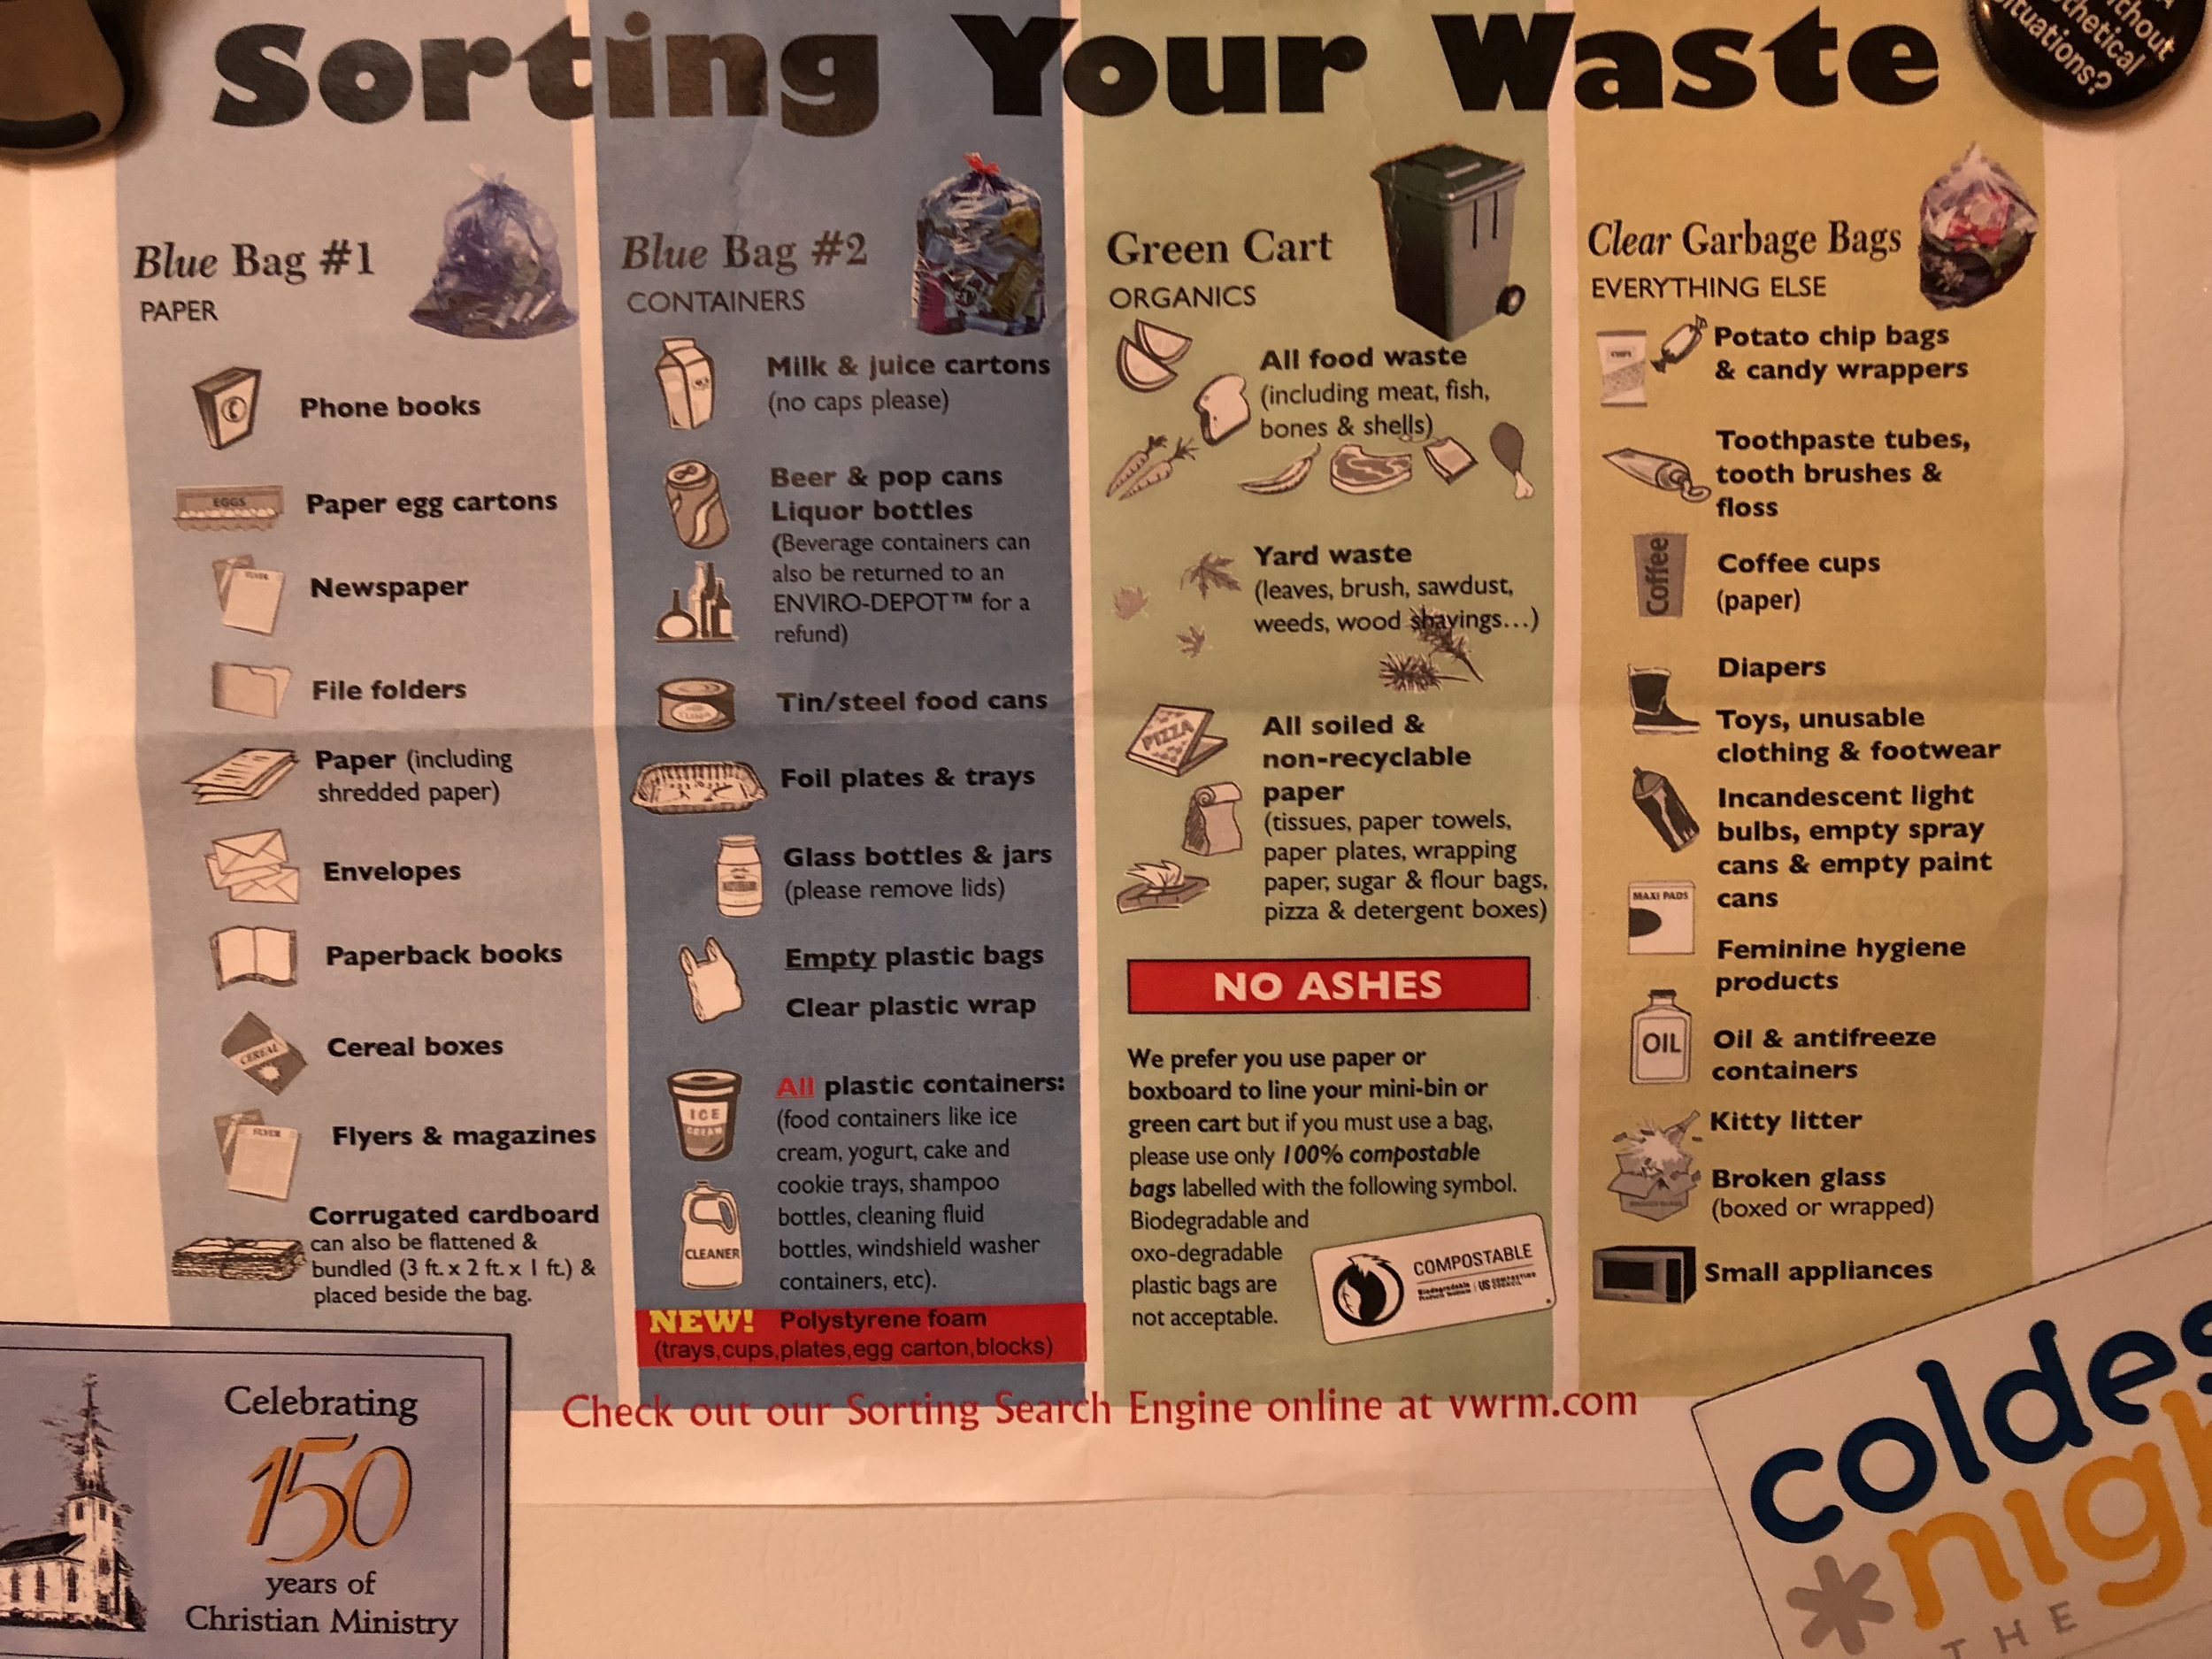 Sorting Your Waste
Blue Bag #1
PAPER
Phone books
EGGS
Paper egg cartons
Newspaper
File folders
Paper (including
shredded paper)
Envelopes
Paperback books
CEREAL
Cereal boxes
FLYER
Flyers & magazines
Corrugated cardboard
can also be flattened &
bundled (3 ft. x 2 ft. x 1 ft.) &
placed beside the bag.
Blue Bag #2
CONTAINERS
Milk & juice cartons
(no caps please)
Beer & pop cans
Liquor bottles
(Beverage containers can
also be returned to an
ENVIRO-DEPOT™ for a
refund)
Tin/steel food cans
Foil plates & trays
Glass bottles & jars
(please remove lids)
Empty plastic bags
Clear plastic wrap
ICE
CREAM
All plastic containers:
(food containers like ice
cream, yogurt, cake and
cookie trays, shampoo
bottles, cleaning fluid
bottles, windshield washer
containers, etc).
CLEANER
NEW! Polystyrene foam
(trays,cups,plates,egg carton,blocks)
Green Cart
ORGANICS
All food waste
(including meat, fish,
bones & shells)
Yard waste
(leaves, brush, sawdust,
weeds, wood shavings...)
PIZZA
All soiled &
non-recyclable
paper
(tissues, paper towels,
paper plates, wrapping
paper, sugar & flour bags,
pizza & detergent boxes)
NO ASHES
We prefer you use paper or
boxboard to line your mini-bin or
green cart but if you must use a bag,
please use only 100% compostable
bags labelled with the following symbol.
Biodegradable and
oxo-degradable
plastic bags are
not acceptable.
COMPOSTABLE
Clear Garbage Bags
EVERYTHING ELSE
CHIPS
Potato chip bags
& candy wrappers
Toothpaste tubes,
tooth brushes &
floss
Coffee
Coffee cups
(paper)
Diapers
Toys, unusable
clothing & footwear
Incandescent light
bulbs, empty spray
cans & empty paint
cans
MAXI PADS
Feminine hygiene
products
OIL
Oil & antifreeze
containers
Kitty litter
Broken glass
(boxed or wrapped)
Small appliances
Check out our Sorting Search Engine online at vwrm.com
Celebrating
150
years of
Christian Ministry
THE
situations?